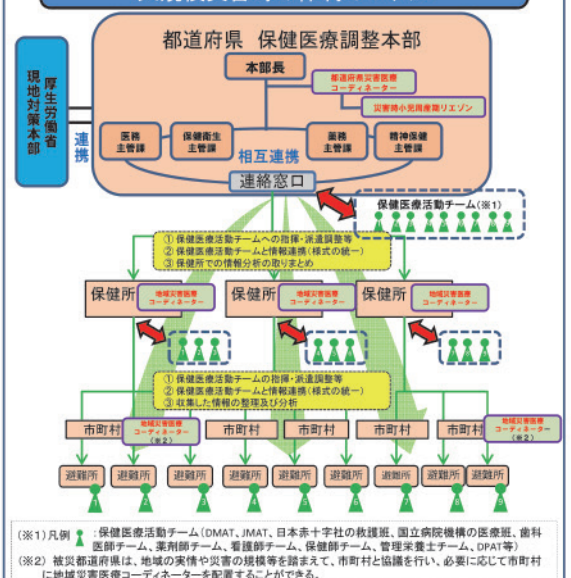 都道府県 保健医療調整本部
本部長
都道府県災害医療
コーディネーター
災害時小児周産期リエゾン
厚生労働省
現地対策本部
連携
医務
主管課
保健衛生
主管課
薬務
主管課
精神保健
主管課
相互連携
連絡窓口
保健医療活動チーム(※1)
① 保健医療活動チームへの指揮・派遣調整等
② 保健医療活動チームと情報連携(様式の統一)
③ 保健所での情報分析の取りまとめ
保健所
地域災害医療
コーディネーター
保健所
地域災害医療
コーディネーター
保健所
地域災害医療
コーディネーター
① 保健医療活動チームの指揮・派遣調整等
② 保健医療活動チームと情報連携(様式の統一)
③ 収集した情報の整理及び分析
市町村
地域災害医療
コーディネーター
(※2)
市町村
市町村
市町村
市町村
市町村
地域災害医療
コーディネーター
(※2)
避難所
避難所
避難所
避難所
避難所
避難所
避難所
避難所
避難所
(※1)凡例 :保健医療活動チーム(DMAT、JMAT、日本赤十字社の救護班、国立病院機構の医療班、歯科
医師チーム、薬剤師チーム、看護師チーム、保健師チーム、管理栄養士チーム、DPAT等)
(※2) 被災都道府県は、地域の実情や災害の規模等を踏まえて、市町村と協議を行い、必要に応じて市町村
に地域災害医療コーディネーターを配置することができる。